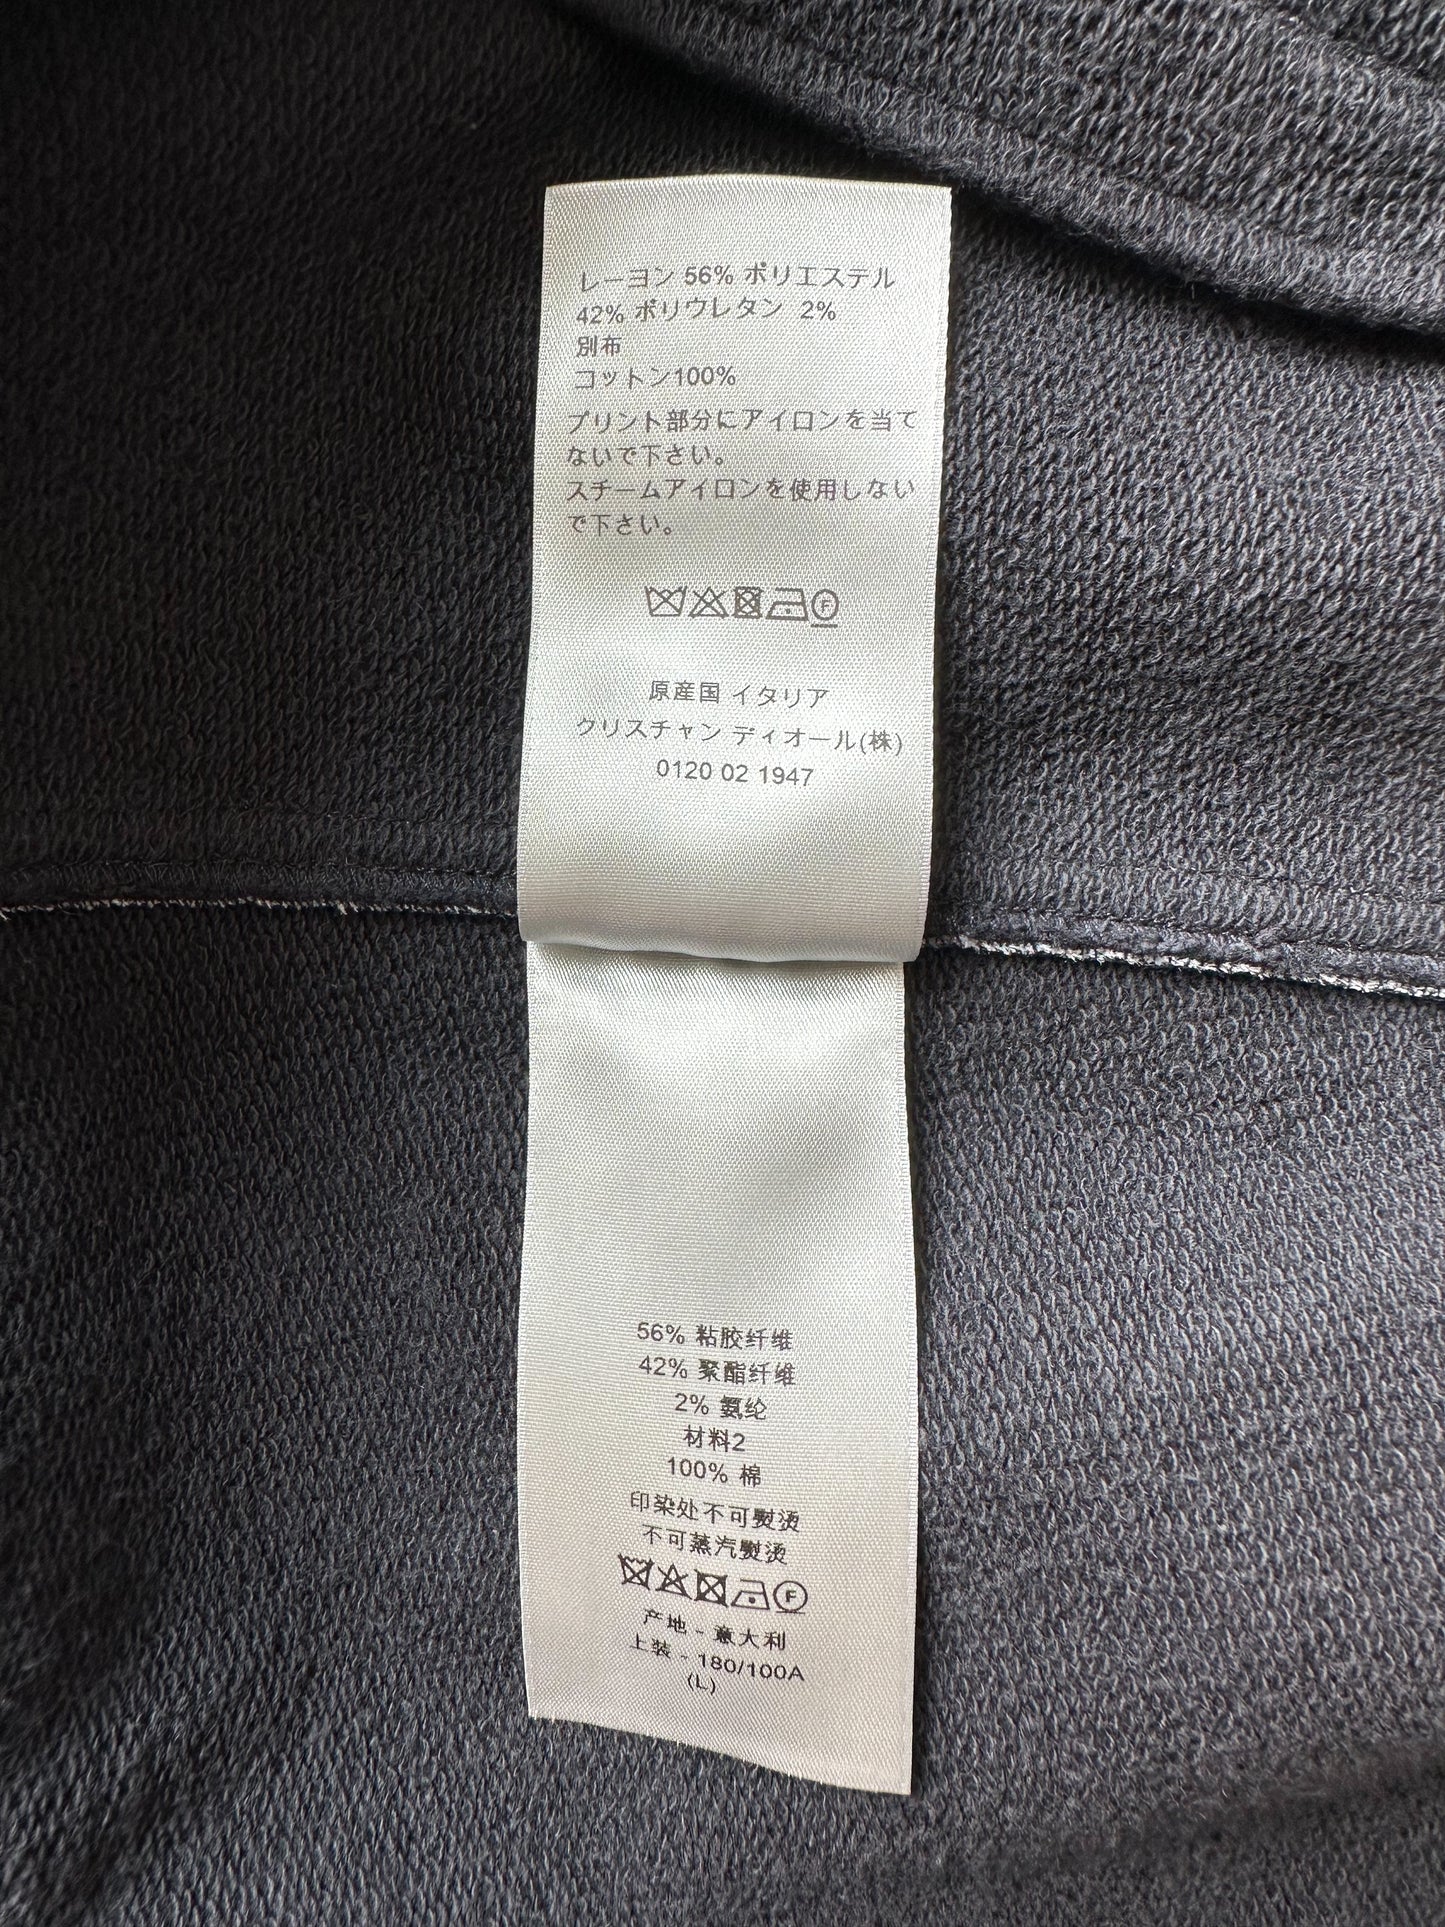 レーヨン 56% ポリエステル
42% ポリウレタン 2%
別布
コットン100%
プリント部分にアイロンを当て
ないで下さい。
スチームアイロンを使用しない
で下さい。
F
原産国 イタリア
クリスチャン ディオール(株)
0120 02 1947
56% 粘胶纤维
42% 聚酯纤维
2% 氨纶
材料2
100% 棉
印染处不可熨烫
不可蒸汽熨烫
F
产地 - 意大利
上装 - 180/100A
(L)